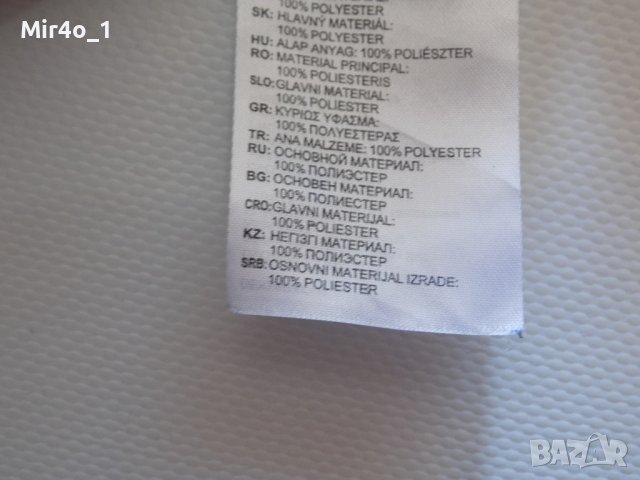 Mir4o_1
100% POLYESTER
SK: HLAVNÝ MATERIÁL:
100% POLYESTER
HU: ALAP ANYAG: 100% POLIÉSZTER
RO: MATERIAL PRINCIPAL:
100% POLIESTERIS
SLO: GLAVNI MATERIAL:
100% POLIESTER
GR: ΚΥΡΙΩΣ ΥΦΑΣΜΑ:
100% ΠΟΛΥΕΣΤΕΡΑΣ
TR: ANA MALZEME: 100% POLYESTER
RU: ОСНОВНОЙ МАТЕРИАЛ:
100% ПОЛИЭСТЕР
BG: ОСНОВЕН МАТЕРИАЛ:
100% ПОЛИЕСТЕР
CRO: GLAVNI MATERIJAL:
100% POLIESTER
KZ: НЕГІЗГІ МАТЕРИАЛ:
100% ПОЛИЭСТЕР
SRB: OSNOVNI MATERIJAL IZRADE:
100% POLIESTER
BAZAR